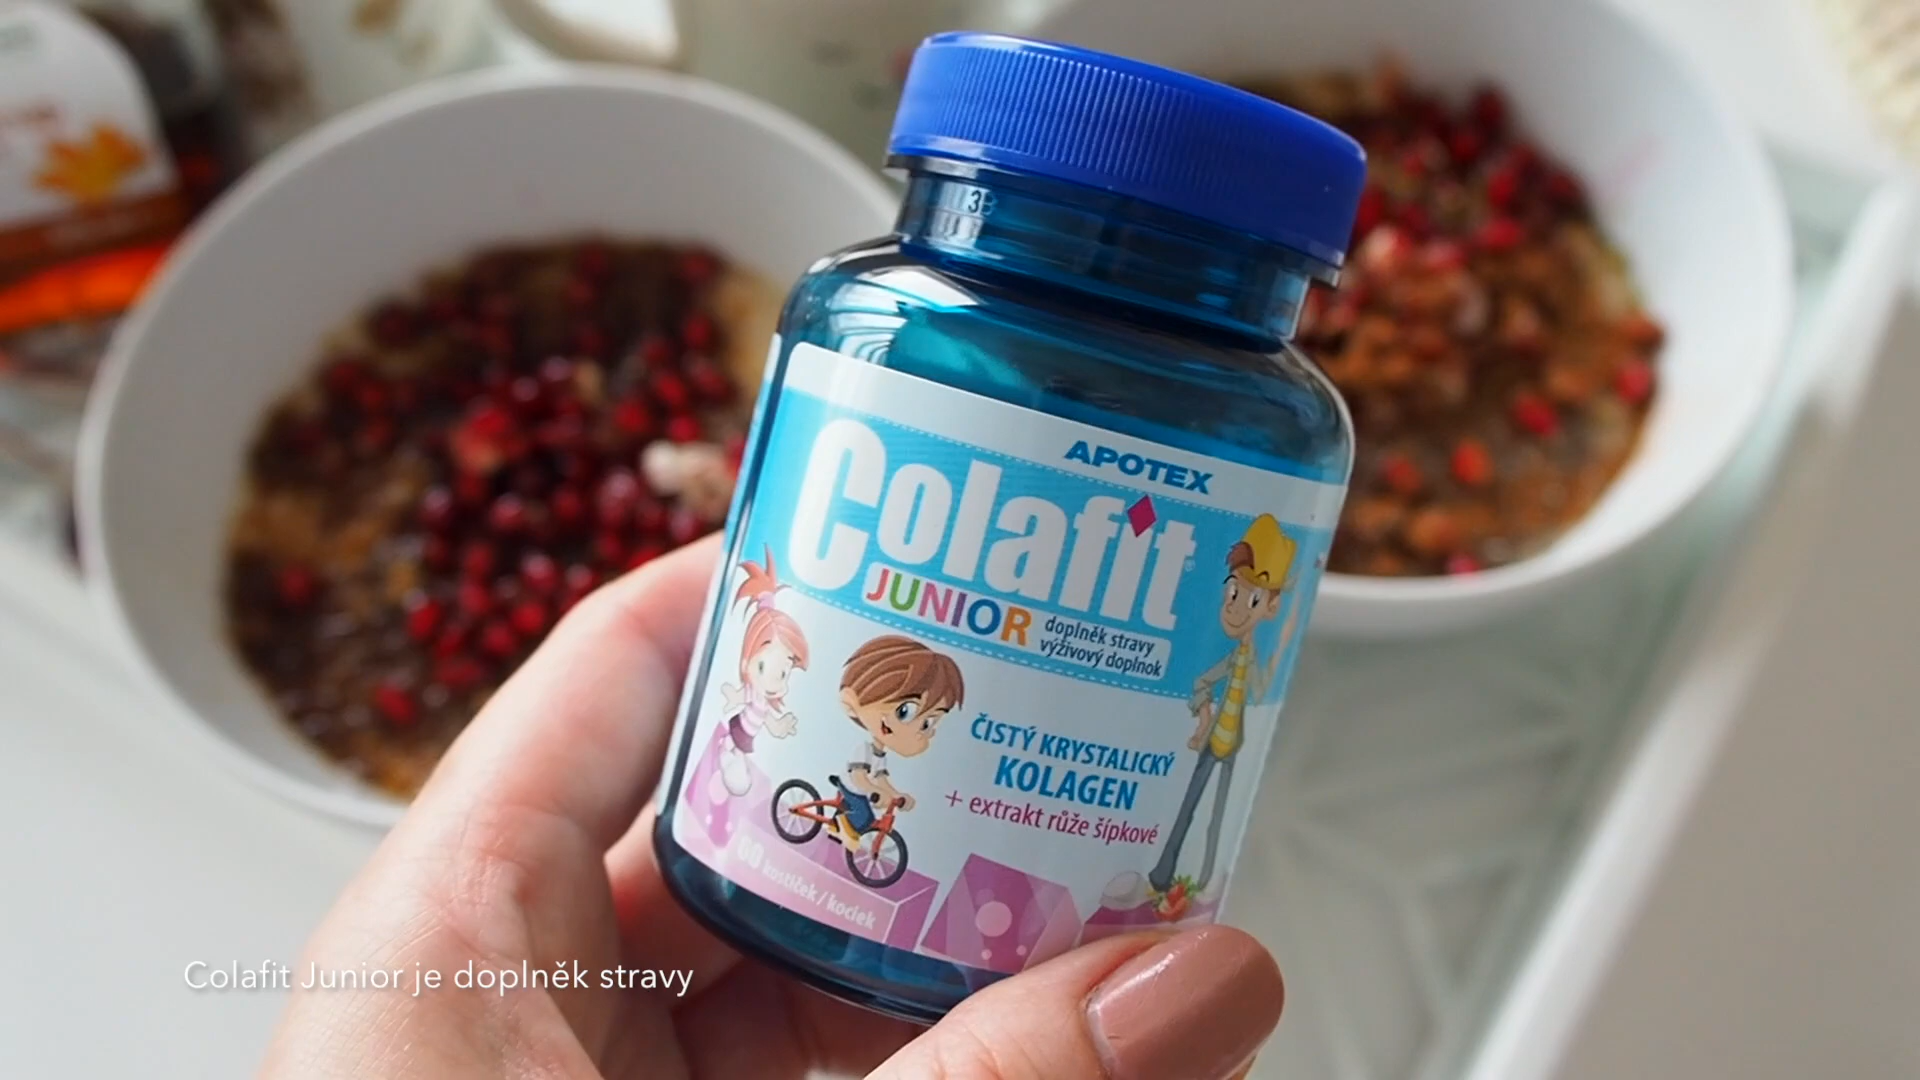 3B
APOTEX
Colafit®
JUNIOR
doplněk stravy
výživový doplnok
ČISTÝ KRYSTALICKÝ
KOLAGEN
+ extrakt růže šípkové
60 kostiček / kociek
Colafit Junior je doplněk stravy